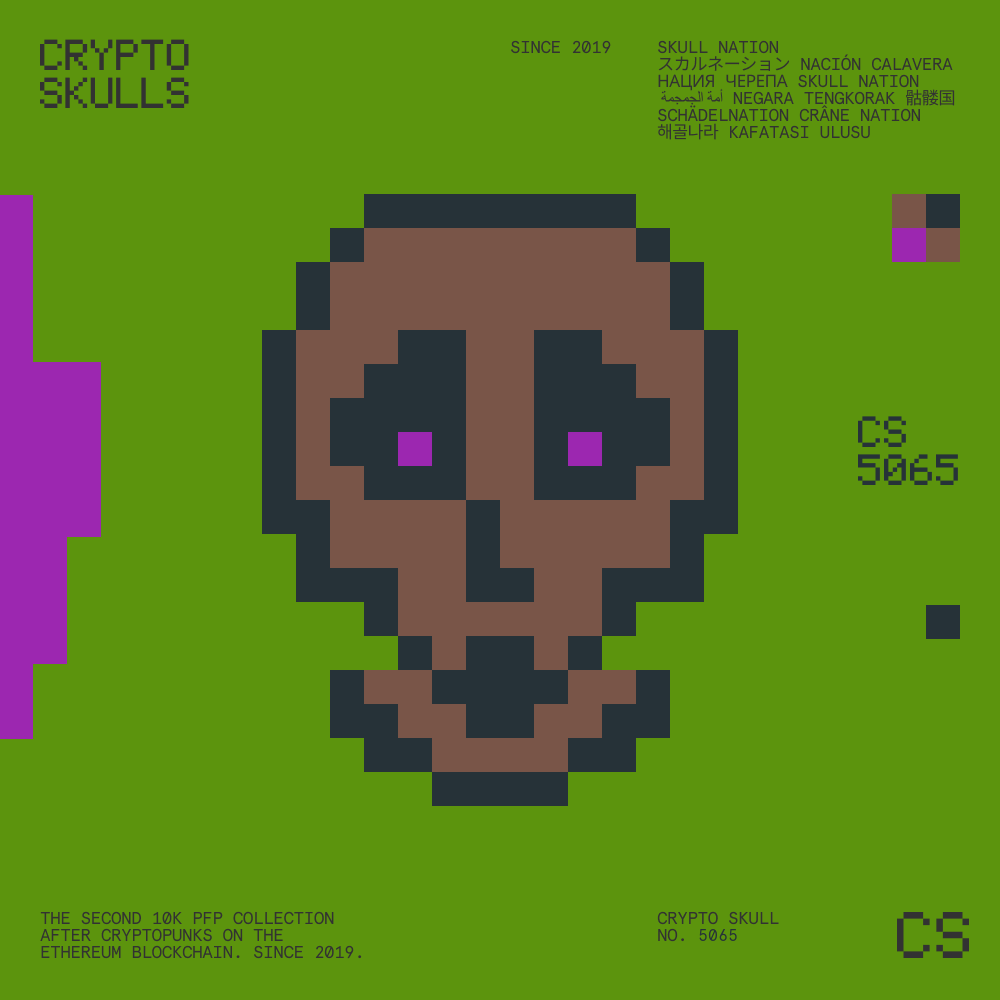 CRYPTO
SKULLS
SINCE 2019
SKULL NATION
スカルネーション NACIÓN CALAVERA
НАЦИЯ ЧЕРЕПА SKULL NATION
أمة الجمجمة NEGARA TENGKORAK 骷髅国
SCHÄDELNATION CRÂNE NATION
해골나라 KAFATASI ULUSU
CS
5065
THE SECOND 10K PFP COLLECTION
AFTER CRYPTOPUNKS ON THE
ETHEREUM BLOCKCHAIN. SINCE 2019.
CRYPTO SKULL
NO. 5065
CS